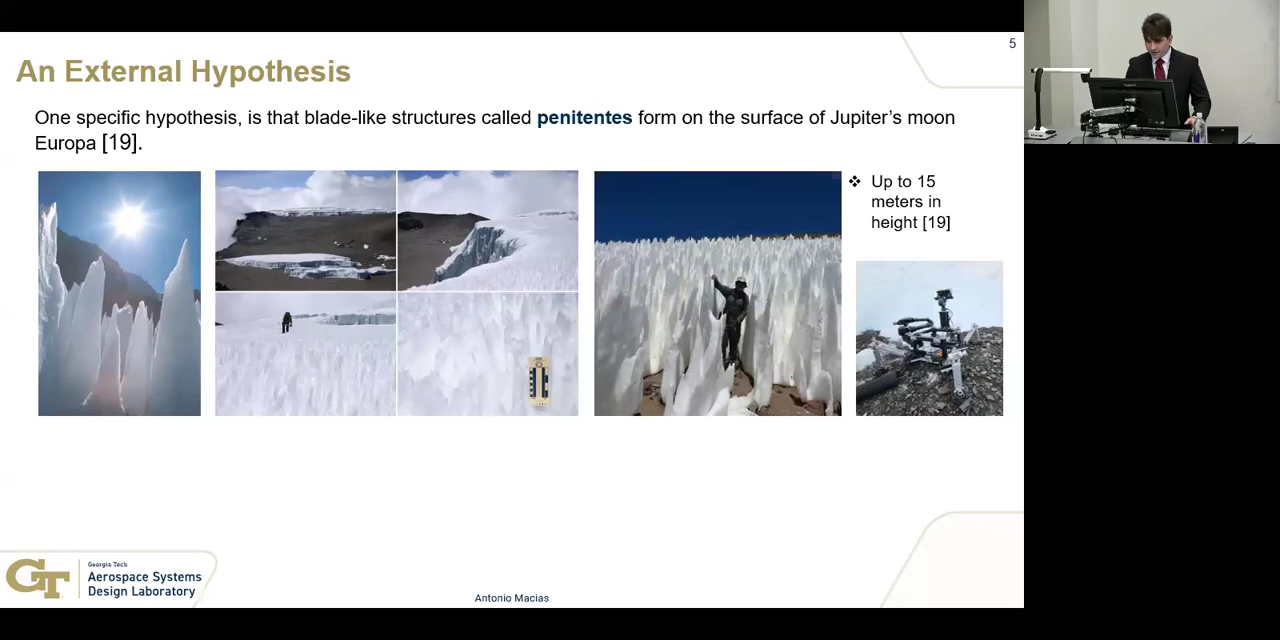 5
An External Hypothesis
One specific hypothesis, is that blade-like structures called penitentes form on the surface of Jupiter’s moon
Europa [19].
❖ Up to 15
meters in
height [19]
GT
Georgia Tech
Aerospace Systems
Design Laboratory
Antonio Macias